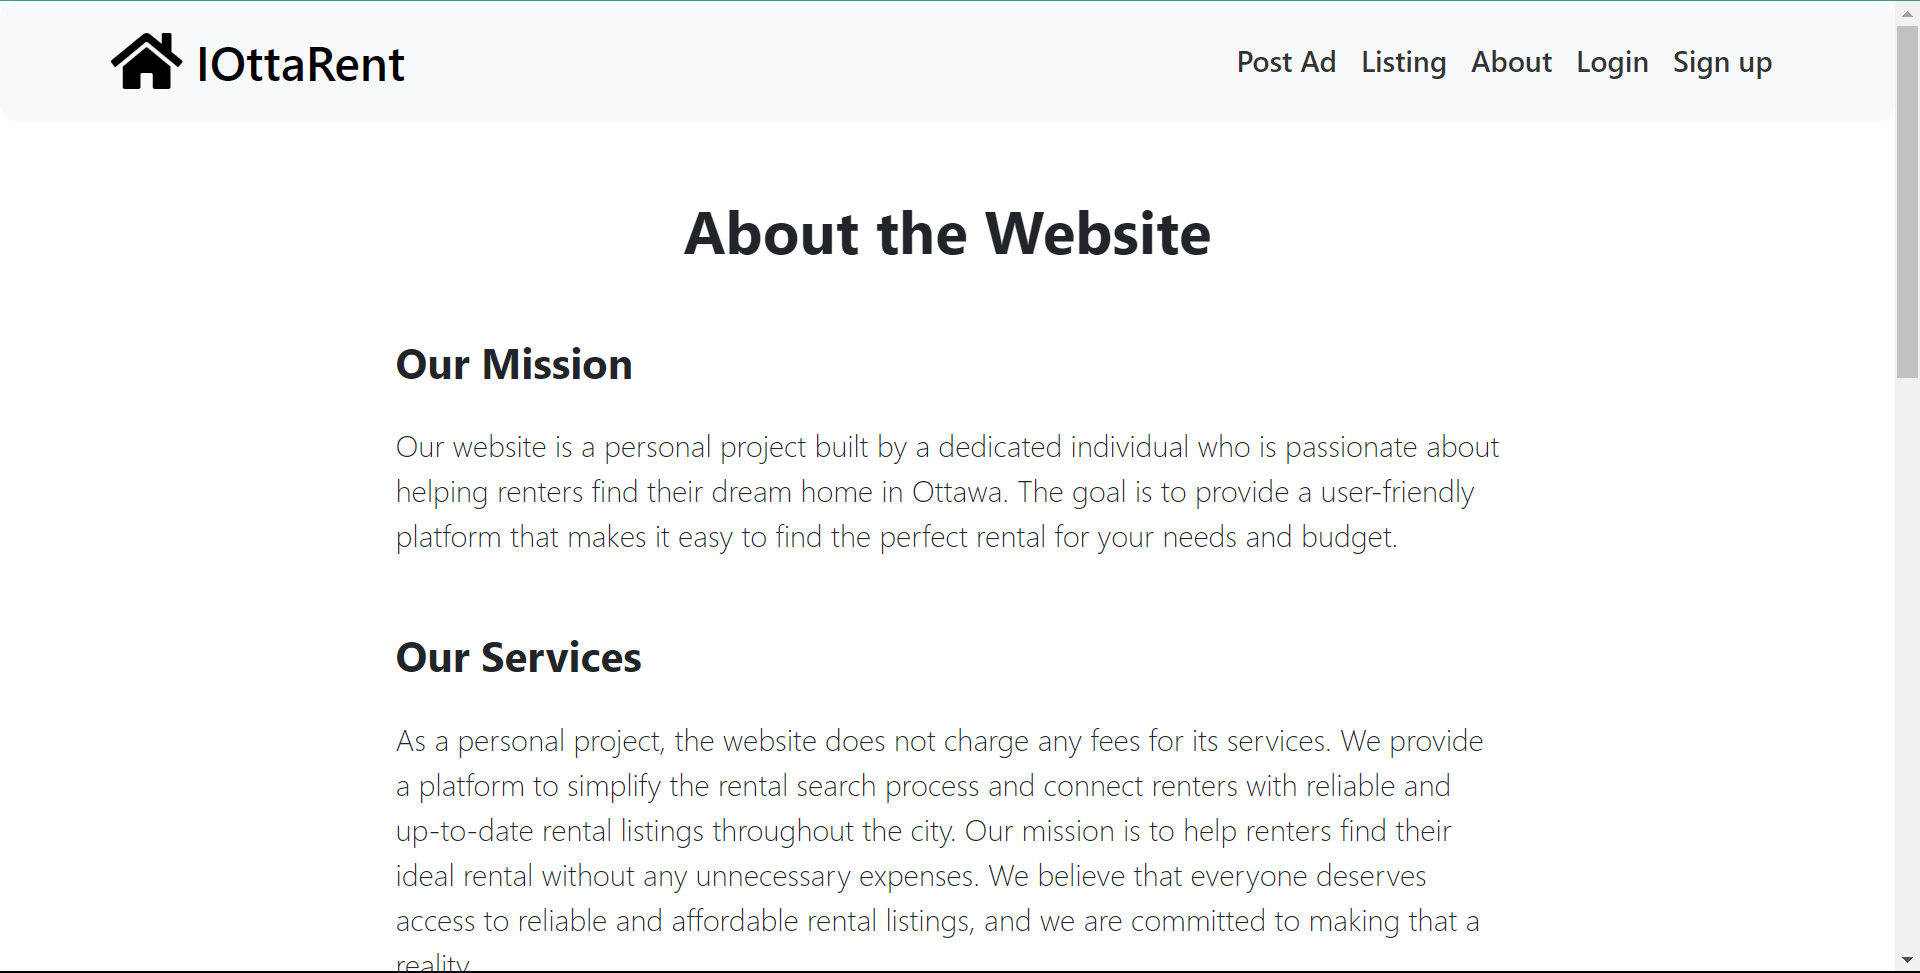 IOttaRent
Post Ad Listing About Login Sign up
About the Website
Our Mission
Our website is a personal project built by a dedicated individual who is passionate about
helping renters find their dream home in Ottawa. The goal is to provide a user-friendly
platform that makes it easy to find the perfect rental for your needs and budget.
Our Services
As a personal project, the website does not charge any fees for its services. We provide
a platform to simplify the rental search process and connect renters with reliable and
up-to-date rental listings throughout the city. Our mission is to help renters find their
ideal rental without any unnecessary expenses. We believe that everyone deserves
access to reliable and affordable rental listings, and we are committed to making that a
reality.